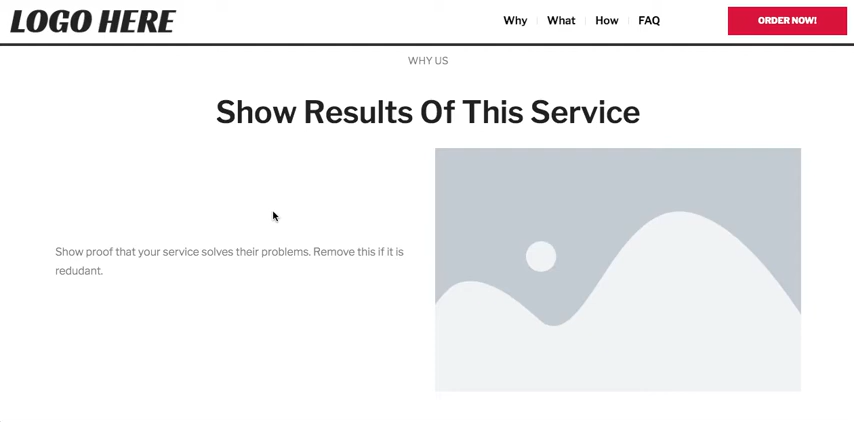 LOGO HERE
Why What How FAQ
ORDER NOW!
WHY US
Show Results Of This Service
Show proof that your service solves their problems. Remove this if it is
redudant.